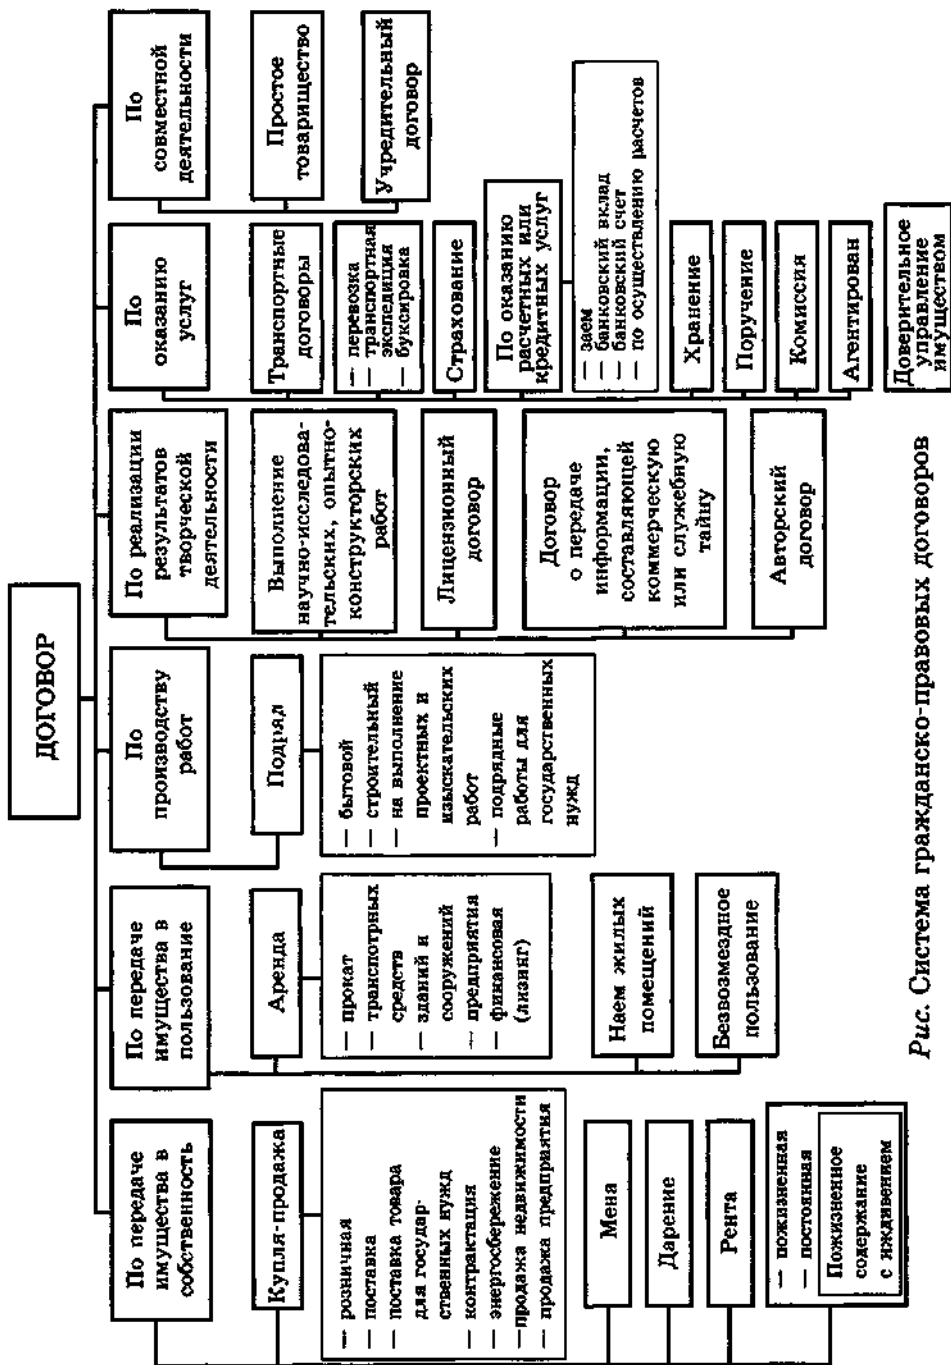 ДОГОВОР
По передаче
имущества в
собственность
Купля-продажа
— розничная
— поставка
— поставка товара
для государ-
ственных нужд
— контрактация
— энергосбережение
—продажа недвижимости
— продажа предприятия
Мена
Дарение
Рента
— пожизненная
— постоянная
Пожизненное
содержание
с иждивением
По передаче
имущества в
пользование
Аренда
— прокат
— транспотрных
средств
— зданий и
сооружений
— предприятия
— финансовая
(лизинг)
Наем жилых
помещений
Безвозмездное
пользование
По
производству
работ
Подряд
— бытовой
— строительный
— на выполнение
проектных и
изыскательских
работ
— подрядные
работы для
государственных
нужд
По реализации
результатов
творческой
деятельности
Выполнение
научно-исследова-
тельских, опытно-
конструкторских
работ
Лицензионный
договор
Договор
о передаче
информации,
составляющей
коммерческую
или служебную
тайну
Авторский
договор
По
оказанию
услуг
Транспортные
договоры
— перевозка
— транспортная
экспедиция
— буксировка
Страхование
По оказанию
расчетных или
кредитных услуг
— заем
— банковский вклад
— банковский счет
— по осуществлению расчетов
Хранение
Поручение
Комиссия
Агентирован
Доверительное
управление
имуществом
По
совместной
деятельности
Простое
товарищество
Учредительный
договор
Рис. Система гражданско-правовых договоров